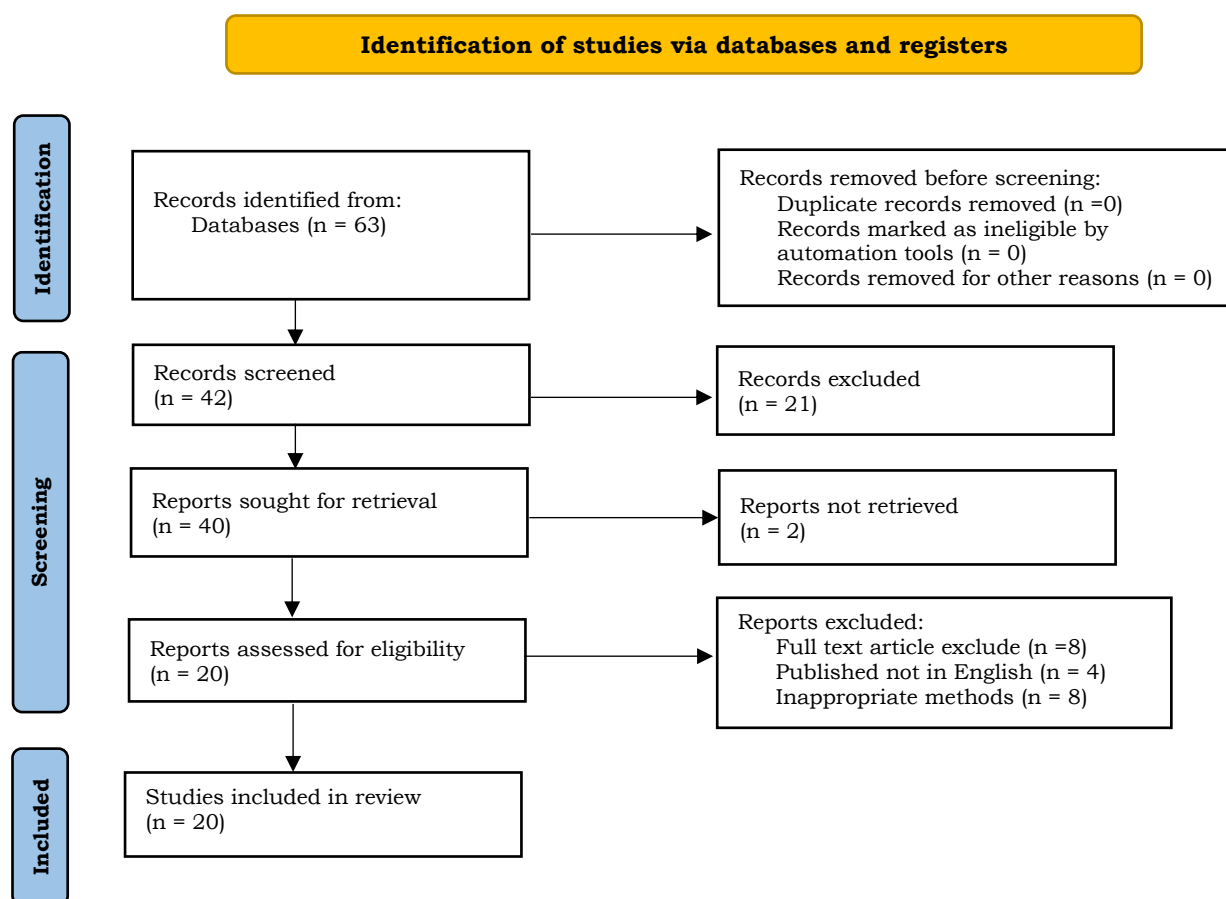 Identification of studies via databases and registers
Identification
Records identified from:
Databases (n = 63)
Records removed before screening:
Duplicate records removed (n =0)
Records marked as ineligible by
automation tools (n = 0)
Records removed for other reasons (n = 0)
Screening
Records screened
(n = 42)
Records excluded
(n = 21)
Reports sought for retrieval
(n = 40)
Reports not retrieved
(n = 2)
Reports assessed for eligibility
(n = 20)
Reports excluded:
Full text article exclude (n =8)
Published not in English (n = 4)
Inappropriate methods (n = 8)
Included
Studies included in review
(n = 20)